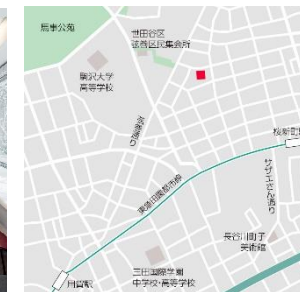 馬事公苑
世田谷区
弦巻区民集会所
駒沢大学
高等学校
弦巻通り
桜新町駅
東急田園都市線
サザエさん通り
長谷川町子
美術館
三田国際学園
中学校・高等学校
用賀駅